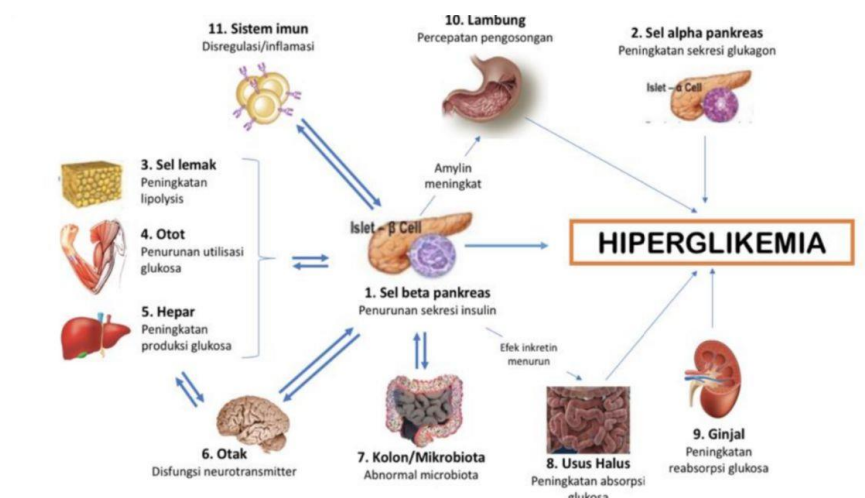 11. Sistem imun
Disregulasi/inflamasi
10. Lambung
Percepatan pengosongan
2. Sel alpha pankreas
Peningkatan sekresi glukagon
Islet – α Cell
3. Sel lemak
Peningkatan
lipolysis
4. Otot
Penurunan utilisasi
glukosa
5. Hepar
Peningkatan
produksi glukosa
Amylin
meningkat
Islet – β Cell
1. Sel beta pankreas
Penurunan sekresi insulin
HIPERGLIKEMIA
Efek inkretin
menurun
6. Otak
Disfungsi neurotransmitter
7. Kolon/Mikrobiota
Abnormal microbiota
8. Usus Halus
Peningkatan absorpsi
glukosa
9. Ginjal
Peningkatan
reabsorpsi glukosa